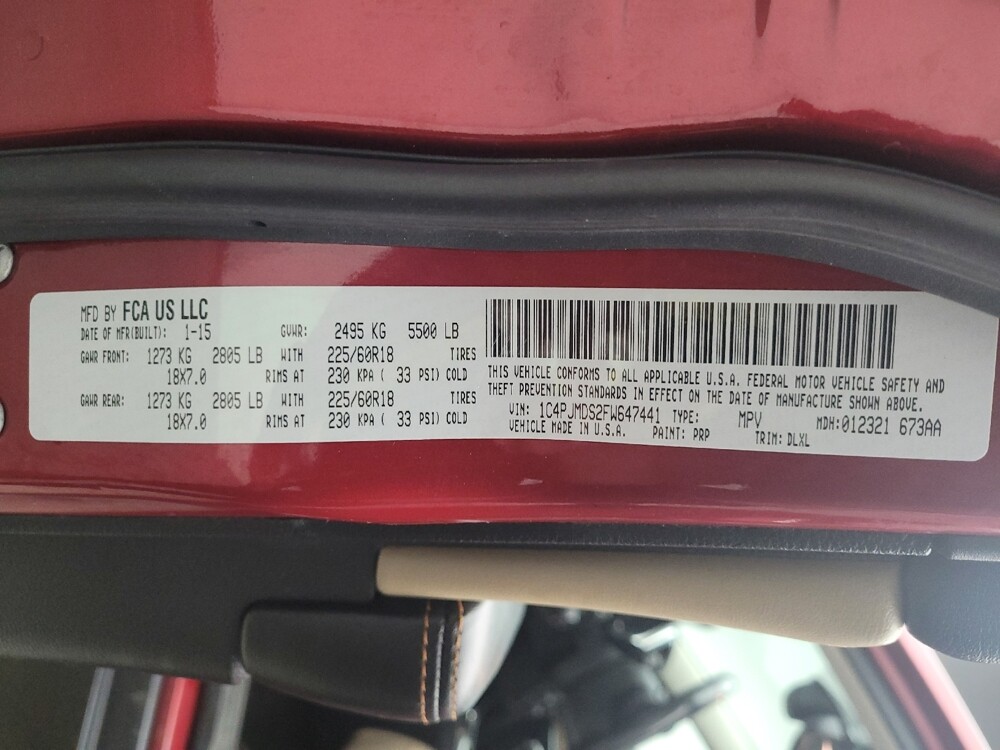 MFD BY FCA US LLC
DATE OF MFR(BUILT): 1-15 GVWR: 2495 KG 5500 LB
GAWR FRONT: 1273 KG 2805 LB WITH 225/60R18 TIRES
18X7.0 RIMS AT 230 KPA ( 33 PSI) COLD
GAWR REAR: 1273 KG 2805 LB WITH 225/60R18 TIRES
18X7.0 RIMS AT 230 KPA ( 33 PSI) COLD
THIS VEHICLE CONFORMS TO ALL APPLICABLE U.S.A. FEDERAL MOTOR VEHICLE SAFETY AND
THEFT PREVENTION STANDARDS IN EFFECT ON THE DATE OF MANUFACTURE SHOWN ABOVE.
VIN: 1C4PJMDS2FW647441 TYPE: MPV MDH:012321 673AA
VEHICLE MADE IN U.S.A. PAINT: PRP TRIM: DLXL